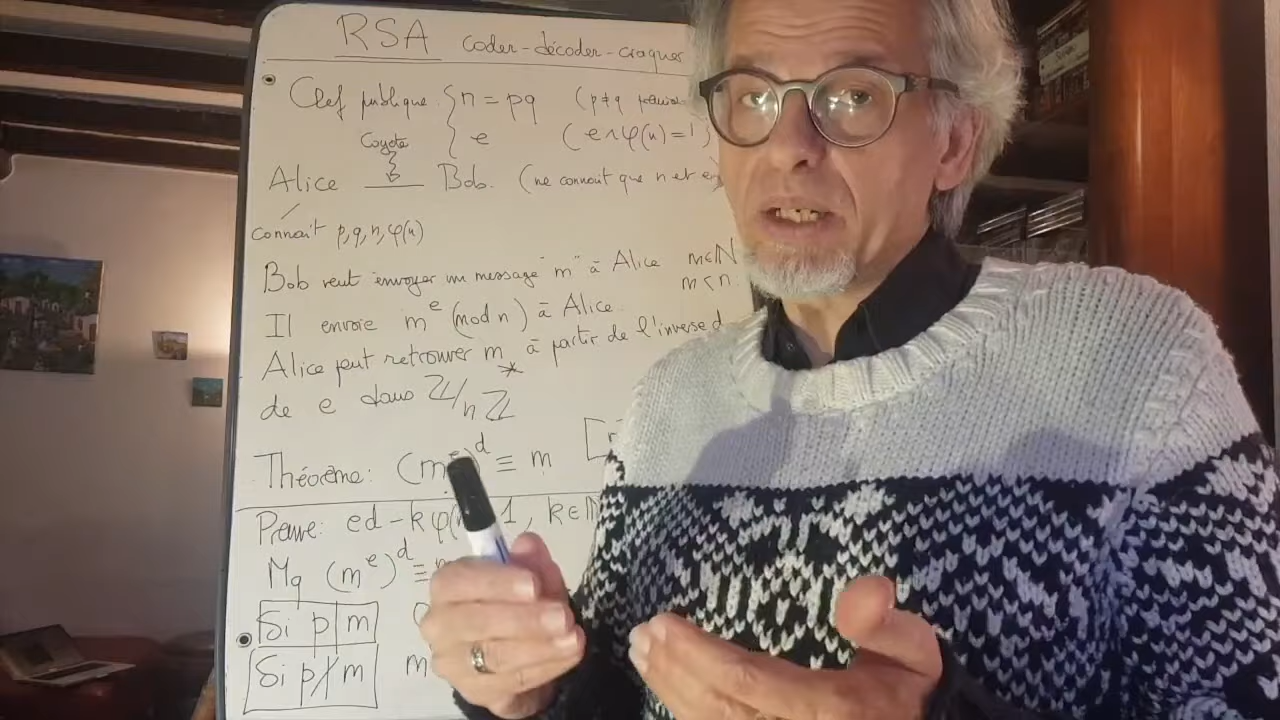 RSA coder-décoder-craquer
Clef publique { n = pq (p≠q
e (e∧φ(n)=1)
Coyote
Alice Bob. (ne connait que n et e)
connait p,q,n,φ(n)
Bob veut envoyer un message "m" à Alice m∈ℕ
m<n
Il envoie m^e (mod n) à Alice.
Alice peut retrouver m * à partir de l'inverse d
de e dans ℤ/nℤ
Théorème: (m^e)^d ≡ m [
Preuve: ed - kφ( 1, k∈ℕ
Mq (m^e)^d ≡
Si p|m 0
Si p∤m m